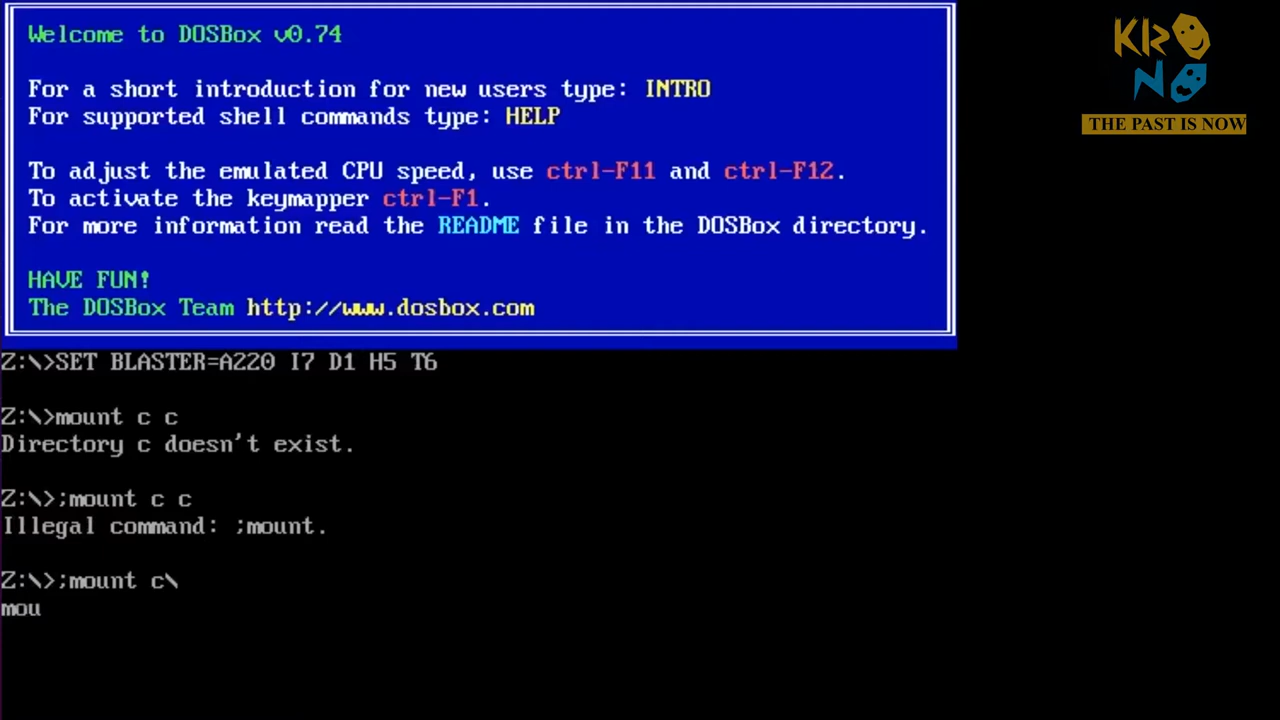 Welcome to DOSBox v0.74
For a short introduction for new users type: INTRO
For supported shell commands type: HELP
To adjust the emulated CPU speed, use ctrl-F11 and ctrl-F12.
To activate the keymapper ctrl-F1.
For more information read the README file in the DOSBox directory.
HAVE FUN!
The DOSBox Team http://www.dosbox.com
Z:\>SET BLASTER=A220 I7 D1 H5 T6
Z:\>mount c c
Directory c doesn't exist.
Z:\>;mount c c
Illegal command: ;mount.
Z:\>;mount c\
mou
KRONO
THE PAST IS NOW